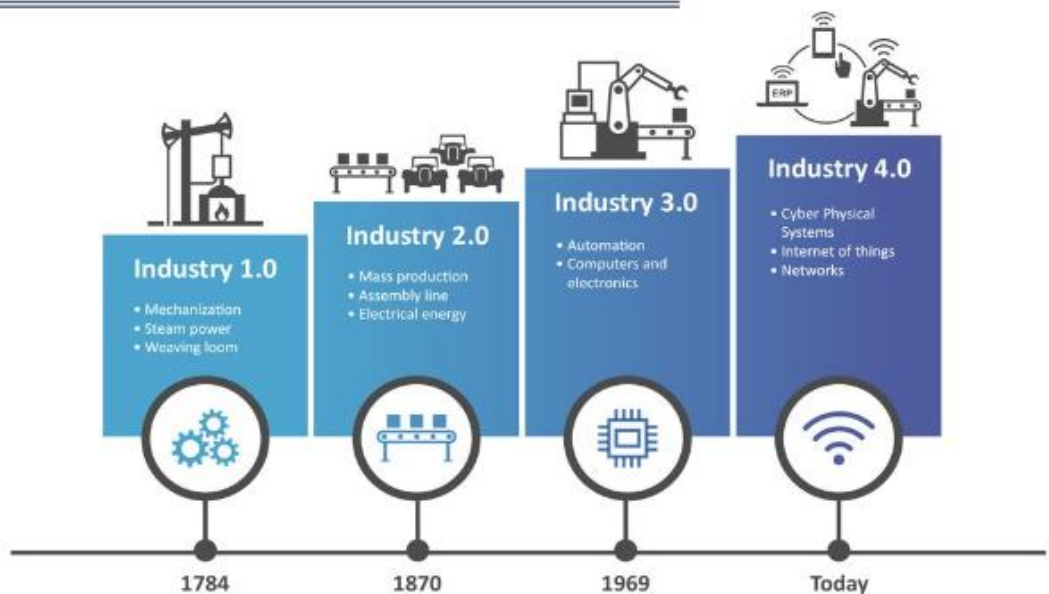 ERP
Industry 1.0
• Mechanization
• Steam power
• Weaving loom
Industry 2.0
• Mass production
• Assembly line
• Electrical energy
Industry 3.0
• Automation
• Computers and
electronics
Industry 4.0
• Cyber Physical
Systems
• Internet of things
• Networks
1784
1870
1969
Today